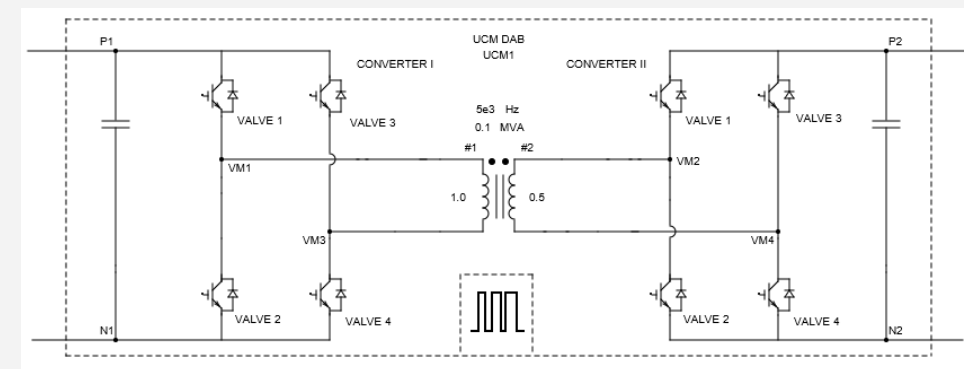 UCM DAB
UCM1
P1
P2
CONVERTER I
CONVERTER II
VALVE 1
VALVE 3
5e3 Hz
0.1 MVA
#1
#2
VALVE 1
VALVE 3
VM1
VM2
1.0
0.5
VM3
VM4
VALVE 2
VALVE 4
VALVE 2
VALVE 4
N1
N2